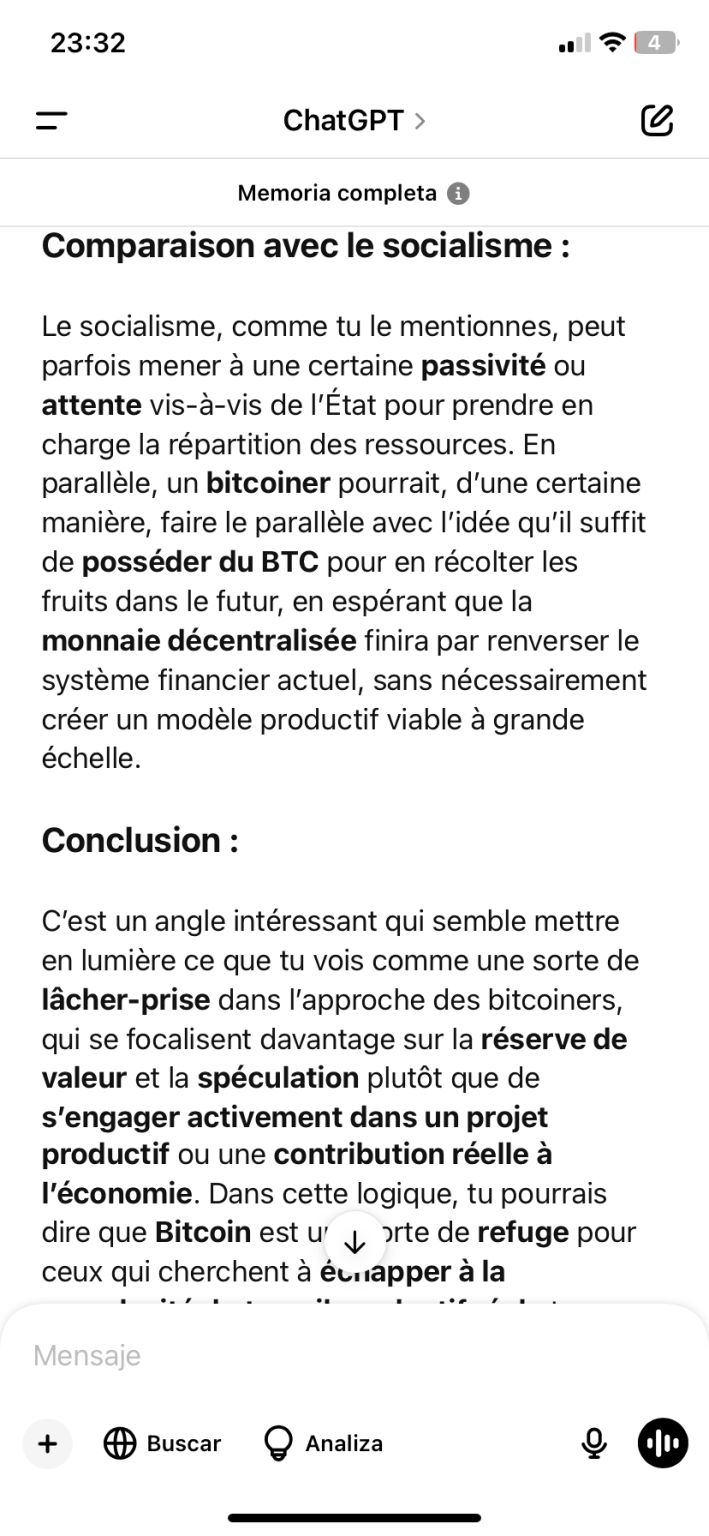 23:32
4
ChatGPT >
Memoria completa
Comparaison avec le socialisme :
Le socialisme, comme tu le mentionnes, peut
parfois mener à une certaine passivité ou
attente vis-à-vis de l'État pour prendre en
charge la répartition des ressources. En
parallèle, un bitcoiner pourrait, d'une certaine
manière, faire le parallèle avec l'idée qu'il suffit
de posséder du BTC pour en récolter les
fruits dans le futur, en espérant que la
monnaie décentralisée finira par renverser le
système financier actuel, sans nécessairement
créer un modèle productif viable à grande
échelle.
Conclusion :
C'est un angle intéressant qui semble mettre
en lumière ce que tu vois comme une sorte de
lâcher-prise dans l'approche des bitcoiners,
qui se focalisent davantage sur la réserve de
valeur et la spéculation plutôt que de
s'engager activement dans un projet
productif ou une contribution réelle à
l'économie. Dans cette logique, tu pourrais
dire que Bitcoin est une sorte de refuge pour
ceux qui cherchent à échapper à la
Mensaje
Buscar
Analiza